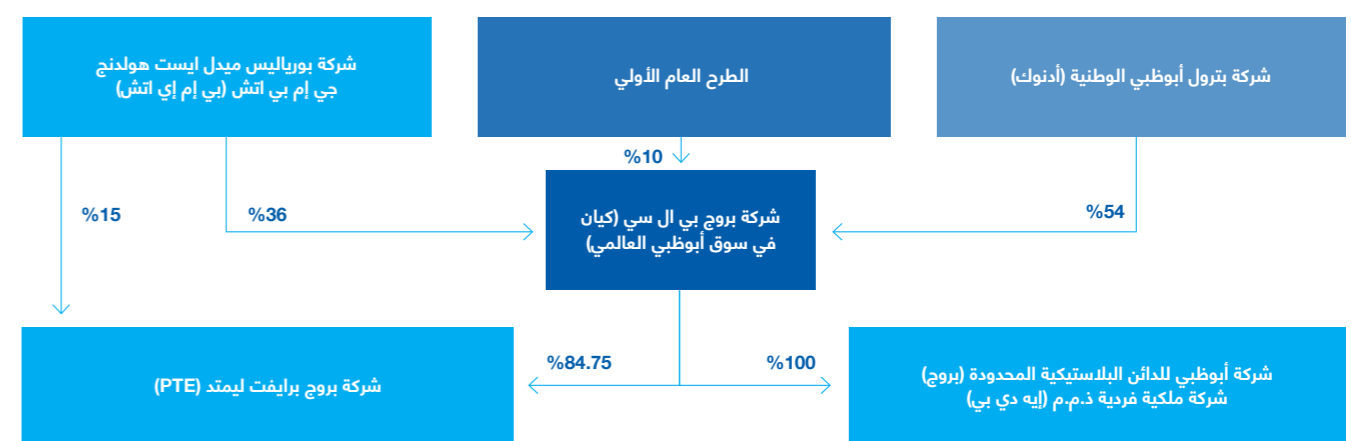 شركة بترول أبوظبي الوطنية (أدنوك)
الطرح العام الأولي
شركة بورياليس ميدل ايست هولدنج
جي إم بي اتش (بي إم إي اتش)
%10
%54
%36
%15
شركة بروج بي ال سي (كيان
في سوق أبوظبي العالمي)
%100
%84.75
شركة أبوظبي للدائن البلاستيكية المحدودة (بروج)
شركة ملكية فردية ذ.م.م (إيه دي بي)
شركة بروج برايفت ليمتد (PTE)